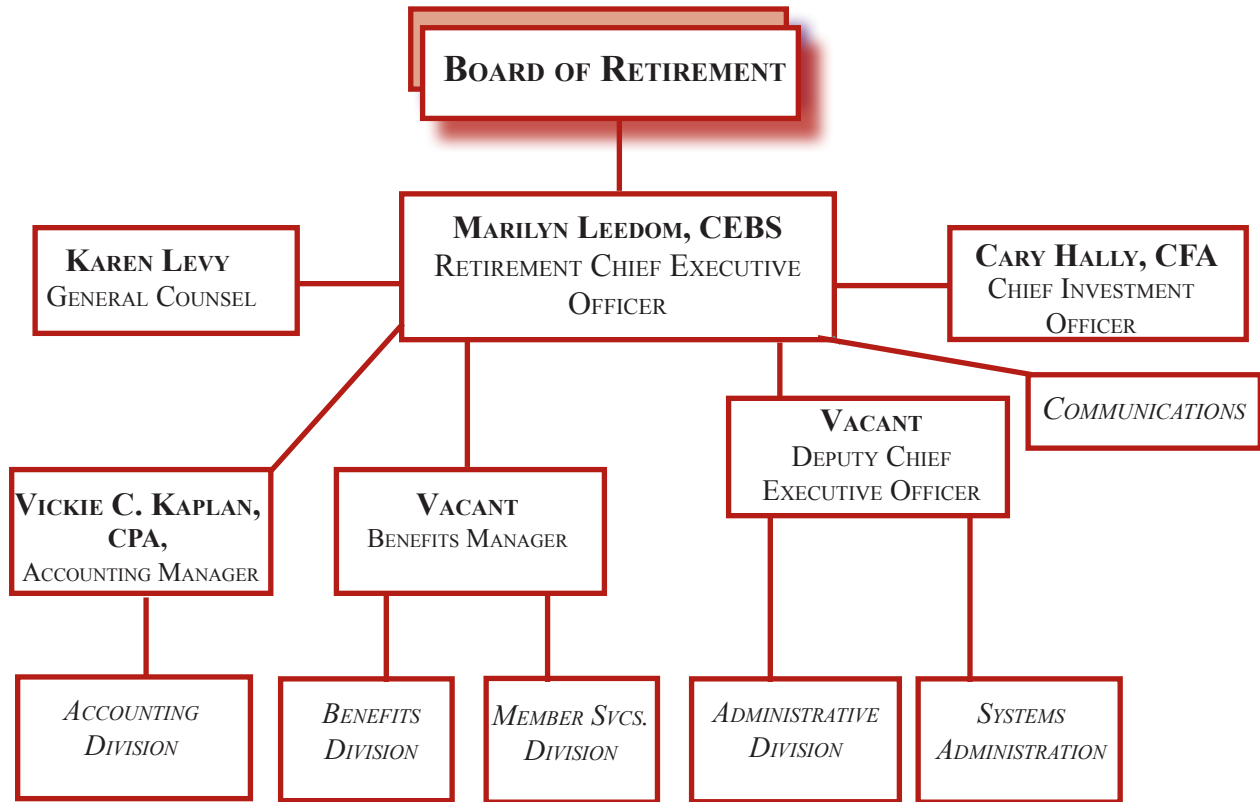 Board of Retirement
Marilyn Leedom, CEBS
Retirement Chief Executive
Officer
Karen Levy
General Counsel
Cary Hally, CFA
Chief Investment
Officer
Communications
Vacant
Deputy Chief
Executive Officer
Vickie C. Kaplan,
CPA,
Accounting Manager
Vacant
Benefits Manager
Accounting
Division
Benefits
Division
Member Svcs.
Division
Administrative
Division
Systems
Administration